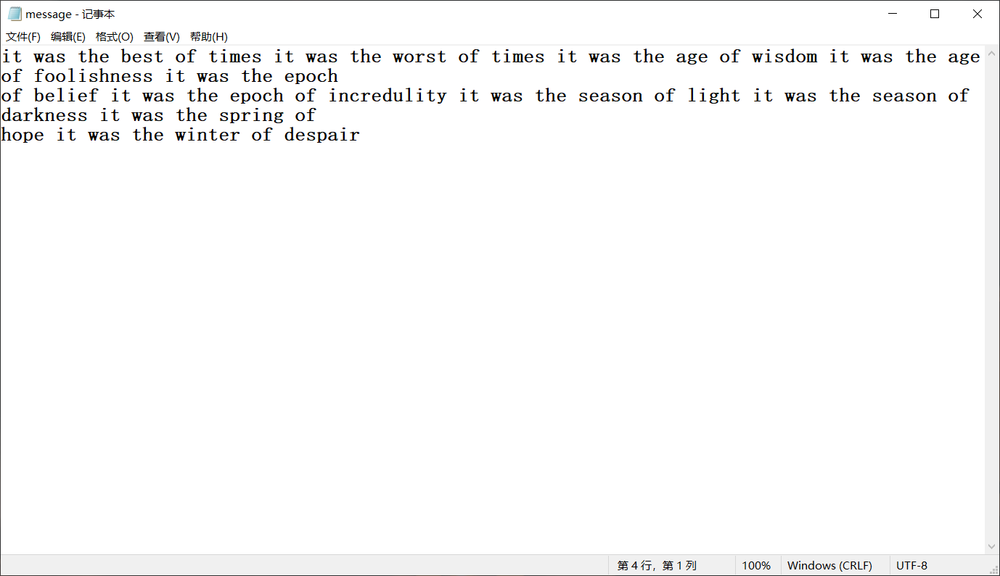 message - 记事本
文件(F) 编辑(E) 格式(O) 查看(V) 帮助(H)
it was the best of times it was the worst of times it was the age of wisdom it was the age
of foolishness it was the epoch
of belief it was the epoch of incredulity it was the season of light it was the season of
darkness it was the spring of
hope it was the winter of despair
第 4 行，第 1 列 100% Windows (CRLF) UTF-8